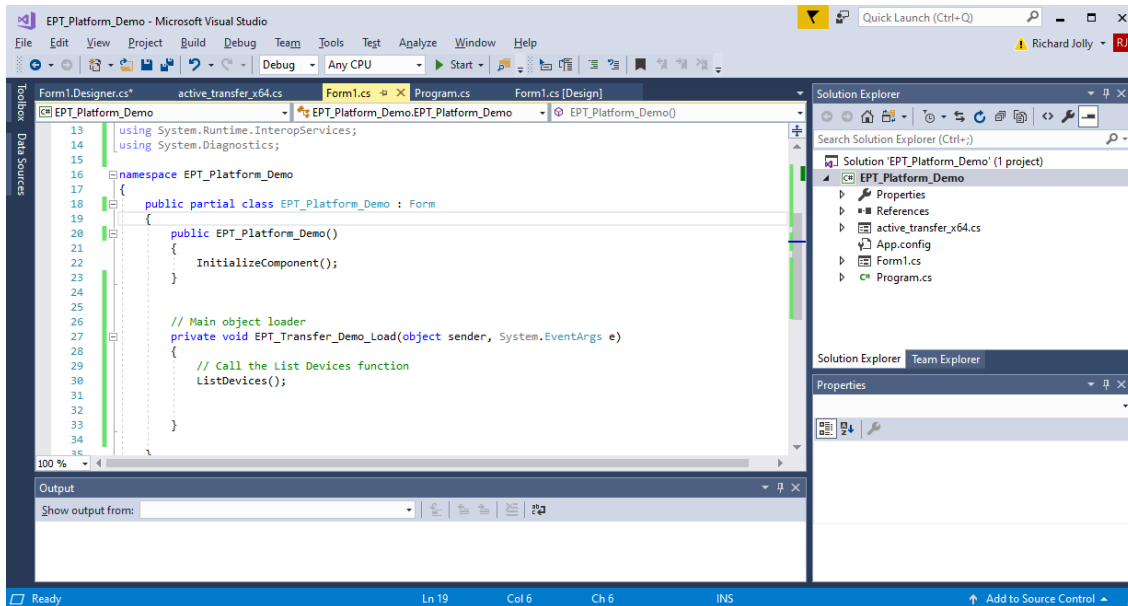 EPT_Platform_Demo - Microsoft Visual Studio
Quick Launch (Ctrl+Q)
File Edit View Project Build Debug Team Tools Test Analyze Window Help
Richard Jolly RJ
Debug Any CPU Start
Toolbox
Data Sources
Form1.Designer.cs* active_transfer_x64.cs Form1.cs Program.cs Form1.cs [Design]
C# EPT_Platform_Demo EPT_Platform_Demo.EPT_Platform_Demo EPT_Platform_Demo()
13 using System.Runtime.InteropServices;
14 using System.Diagnostics;
15
16 namespace EPT_Platform_Demo
17 {
18 public partial class EPT_Platform_Demo : Form
19 {
20 public EPT_Platform_Demo()
21 {
22 InitializeComponent();
23 }
24
25
26 // Main object loader
27 private void EPT_Transfer_Demo_Load(object sender, System.EventArgs e)
28 {
29 // Call the List Devices function
30 ListDevices();
31
32
33 }
34
35 }
100 %
Output
Show output from:
Solution Explorer
Search Solution Explorer (Ctrl+;)
Solution 'EPT_Platform_Demo' (1 project)
C# EPT_Platform_Demo
Properties
References
active_transfer_x64.cs
App.config
Form1.cs
C# Program.cs
Solution Explorer Team Explorer
Properties
Ready Ln 19 Col 6 Ch 6 INS Add to Source Control